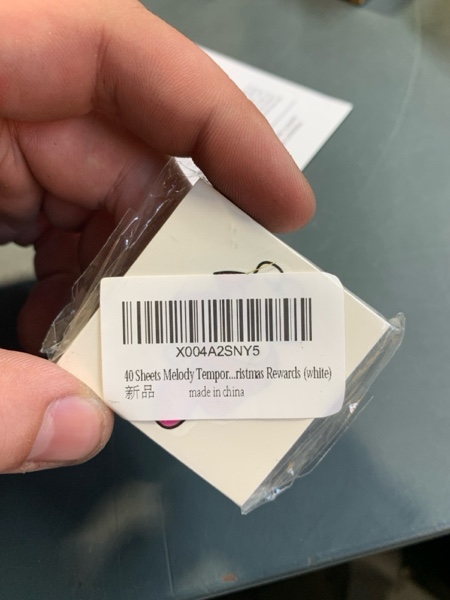 X004A2SNY5
40 Sheets Melody Tempor...ristmas Rewards (white)
新品 made in china